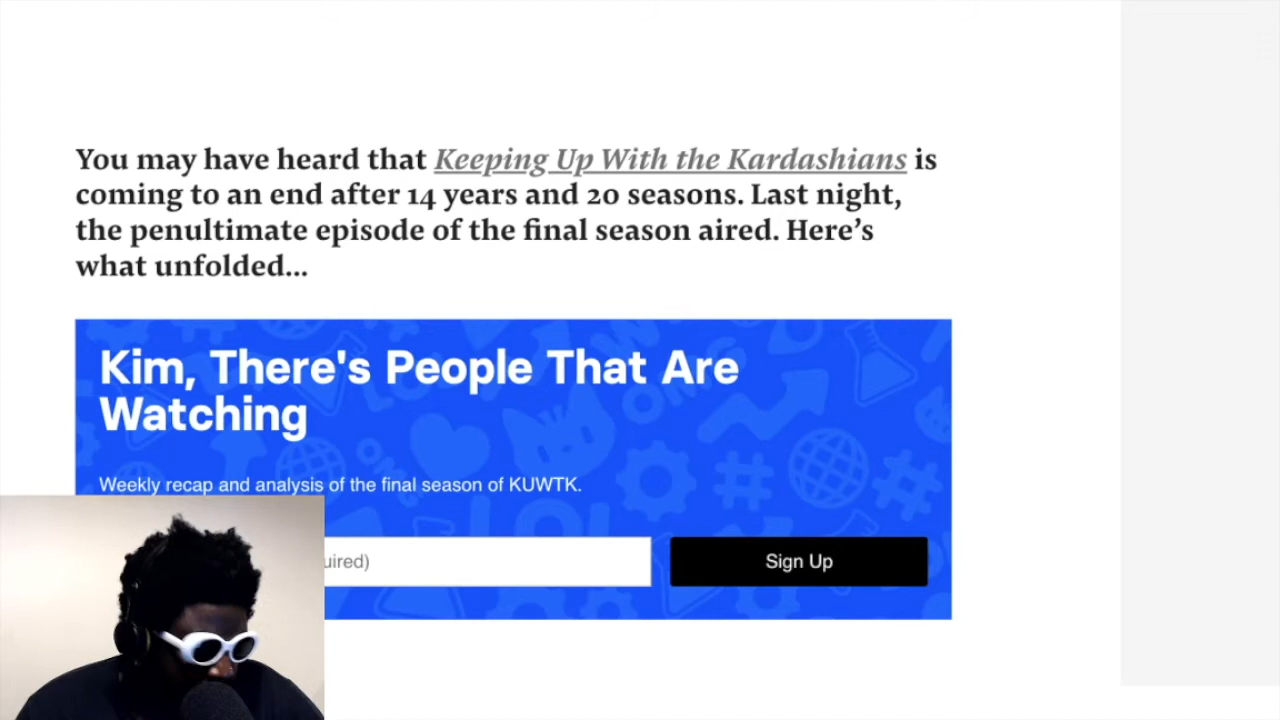 You may have heard that Keeping Up With the Kardashians is
coming to an end after 14 years and 20 seasons. Last night,
the penultimate episode of the final season aired. Here’s
what unfolded...
Kim, There's People That Are
Watching
Weekly recap and analysis of the final season of KUWTK.
uired)
Sign Up